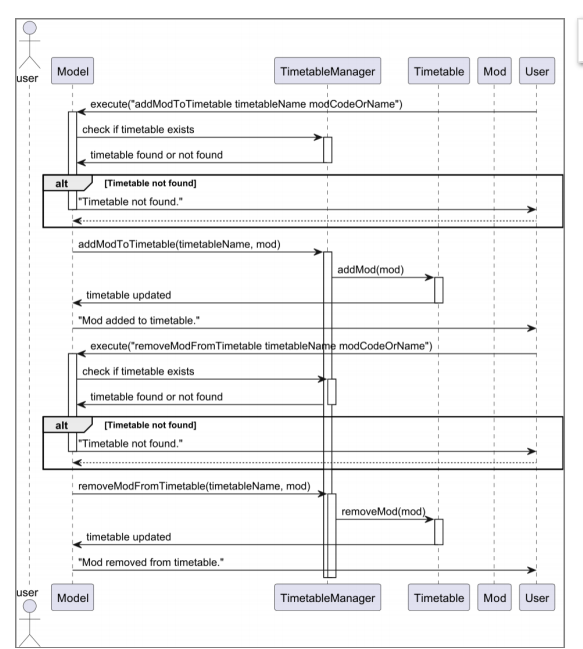 user
Model
TimetableManager
Timetable
Mod
User
execute("addModToTimetable timetableName modCodeOrName")
check if timetable exists
timetable found or not found
alt
[Timetable not found]
"Timetable not found."
addModToTimetable(timetableName, mod)
addMod(mod)
timetable updated
"Mod added to timetable."
execute("removeModFromTimetable timetableName modCodeOrName")
check if timetable exists
timetable found or not found
alt
[Timetable not found]
"Timetable not found."
removeModFromTimetable(timetableName, mod)
removeMod(mod)
timetable updated
"Mod removed from timetable."
user
Model
TimetableManager
Timetable
Mod
User